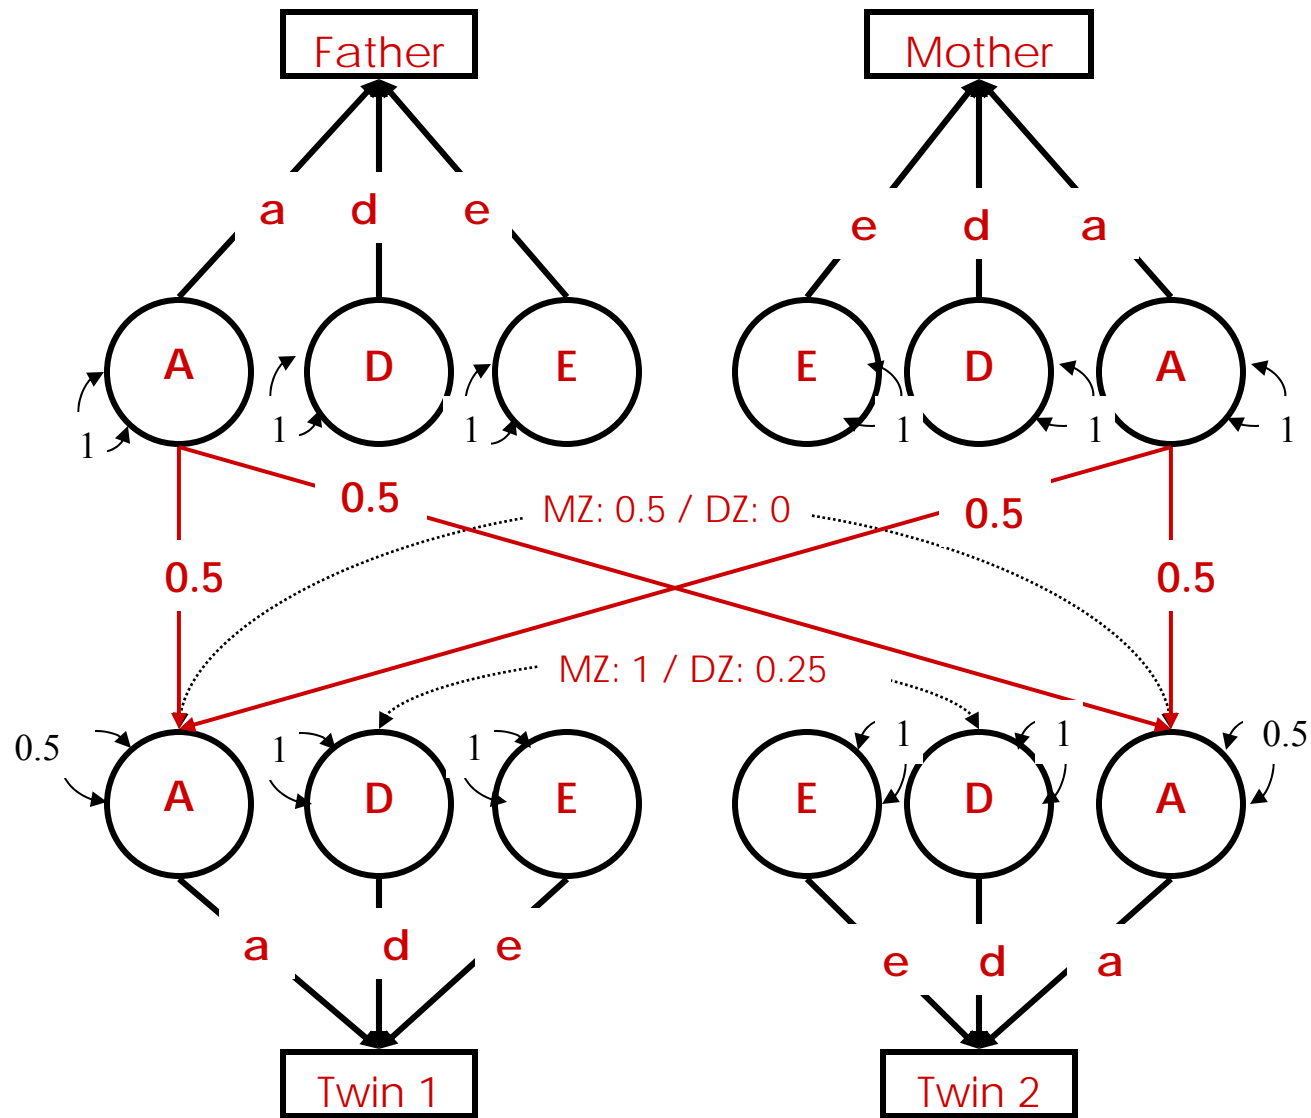 Father Mother
a d e e d a
A D E E D A
1 1 1 1 1 1
0.5 MZ: 0.5 / DZ: 0 0.5
0.5 0.5
MZ: 1 / DZ: 0.25
0.5 1 1 1 1 0.5
A D E E D A
a d e e d a
Twin 1 Twin 2